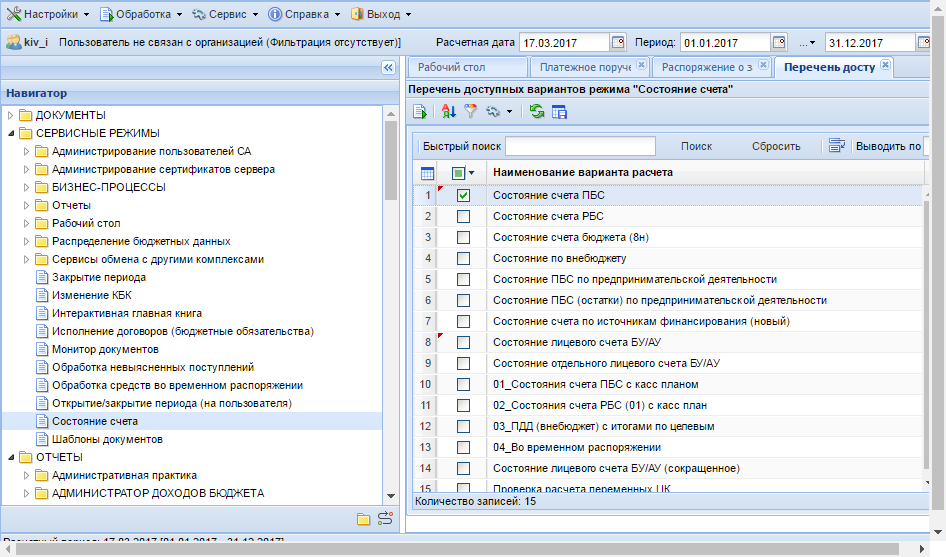 Настройки Обработка Сервис Справка Выход
kiv_i Пользователь не связан с организацией (Фильтрация отсутствует)] Расчетная дата 17.03.2017 Период: 01.01.2017 ... 31.12.2017
Рабочий стол Платежное поруче Распоряжение о з Перечень досту
Навигатор
ДОКУМЕНТЫ
СЕРВИСНЫЕ РЕЖИМЫ
Администрирование пользователей СА
Администрирование сертификатов сервера
БИЗНЕС-ПРОЦЕССЫ
Отчеты
Рабочий стол
Распределение бюджетных данных
Сервисы обмена с другими комплексами
Закрытие периода
Изменение КБК
Интерактивная главная книга
Исполнение договоров (бюджетные обязательства)
Монитор документов
Обработка невыясненных поступлений
Обработка средств во временном распоряжении
Открытие/закрытие периода (на пользователя)
Состояние счета
Шаблоны документов
ОТЧЕТЫ
Административная практика
АДМИНИСТРАТОР ДОХОДОВ БЮДЖЕТА
Перечень доступных вариантов режима "Состояние счета"
Быстрый поиск Поиск Сбросить Выводить по
Наименование варианта расчета
1 Состояние счета ПБС
2 Состояние счета РБС
3 Состояние счета бюджета (8н)
4 Состояние по внебюджету
5 Состояние ПБС по предпринимательской деятельности
6 Состояние ПБС (остатки) по предпринимательской деятельности
7 Состояние счета по источникам финансирования (новый)
8 Состояние лицевого счета БУ/АУ
9 Состояние отдельного лицевого счета БУ/АУ
10 01_Состояния счета ПБС с касс планом
11 02_Состояния счета РБС (01) с касс план
12 03_ПДД (внебюджет) с итогами по целевым
13 04_Во временном распоряжении
14 Состояние лицевого счета БУ/АУ (сокращенное)
15 Проверка расчета переменных ЦК
Количество записей: 15
Расчетный период: 17.03.2017 [01.01.2017 - 31.12.2017]